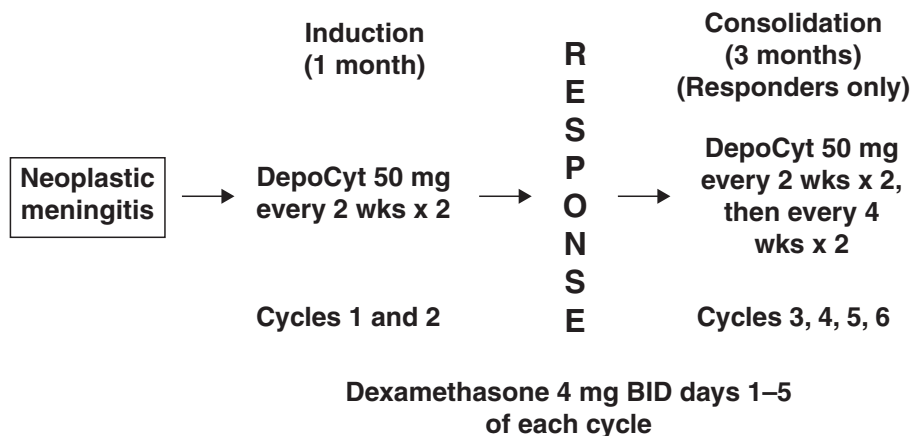 Induction
(1 month)
RESPONSE
Consolidation
(3 months)
(Responders only)
Neoplastic
meningitis
DepoCyt 50 mg
every 2 wks x 2
DepoCyt 50 mg
every 2 wks x 2,
then every 4
wks x 2
Cycles 1 and 2
Cycles 3, 4, 5, 6
Dexamethasone 4 mg BID days 1–5
of each cycle